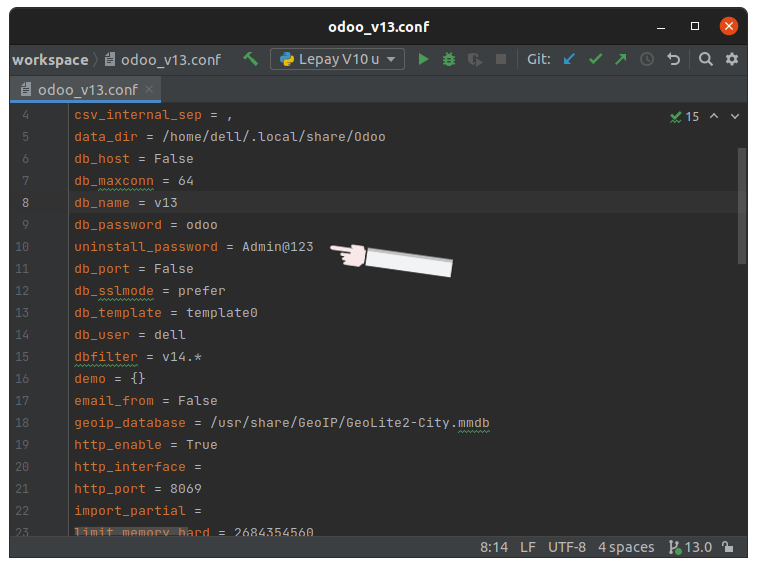 odoo_v13.conf
workspace odoo_v13.conf Lepay V10 u Git:
odoo_v13.conf
4 csv_internal_sep = , 15
5 data_dir = /home/dell/.local/share/Odoo
6 db_host = False
7 db_maxconn = 64
8 db_name = v13
9 db_password = odoo
10 uninstall_password = Admin@123
11 db_port = False
12 db_sslmode = prefer
13 db_template = template0
14 db_user = dell
15 dbfilter = v14.*
16 demo = {}
17 email_from = False
18 geoip_database = /usr/share/GeoIP/GeoLite2-City.mmdb
19 http_enable = True
20 http_interface =
21 http_port = 8069
22 import_partial =
23 limit_memory_hard = 2684354560
8:14 LF UTF-8 4 spaces 13.0